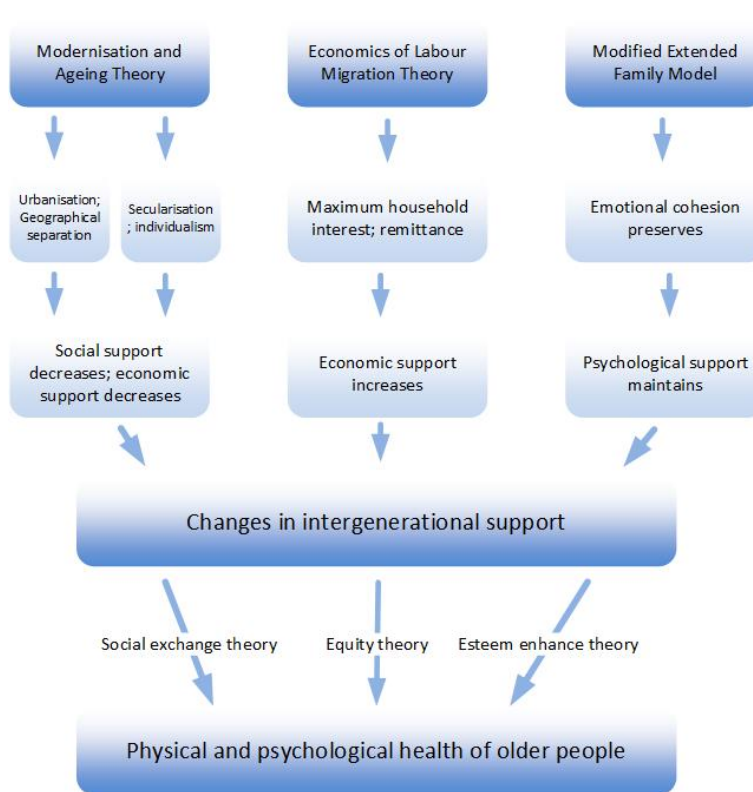 Modernisation and
Ageing Theory
Economics of Labour
Migration Theory
Modified Extended
Family Model
Urbanisation;
Geographical
separation
Secularisation
; individualism
Maximum household
interest; remittance
Emotional cohesion
preserves
Social support
decreases; economic
support decreases
Economic support
increases
Psychological support
maintains
Changes in intergenerational support
Social exchange theory
Equity theory
Esteem enhance theory
Physical and psychological health of older people